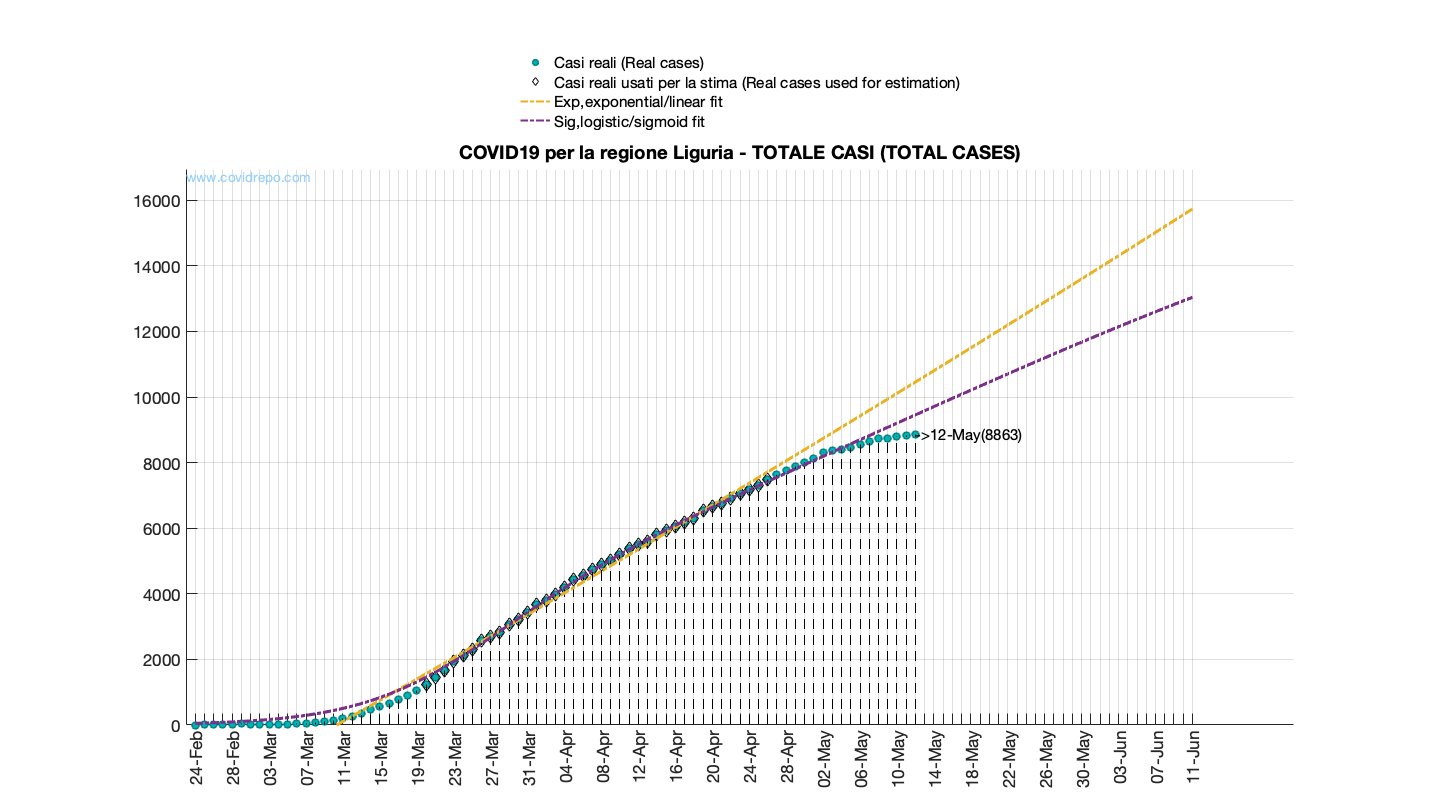 Casi reali (Real cases)
Casi reali usati per la stima (Real cases used for estimation)
Exp,exponential/linear fit
Sig,logistic/sigmoid fit
COVID19 per la regione Liguria - TOTALE CASI (TOTAL CASES)
www.covidrepo.com
16000
14000
12000
10000
8000
6000
4000
2000
0
->12-May(8863)
24-Feb
28-Feb
03-Mar
07-Mar
11-Mar
15-Mar
19-Mar
23-Mar
27-Mar
31-Mar
04-Apr
08-Apr
12-Apr
16-Apr
20-Apr
24-Apr
28-Apr
02-May
06-May
10-May
14-May
18-May
22-May
26-May
30-May
03-Jun
07-Jun
11-Jun